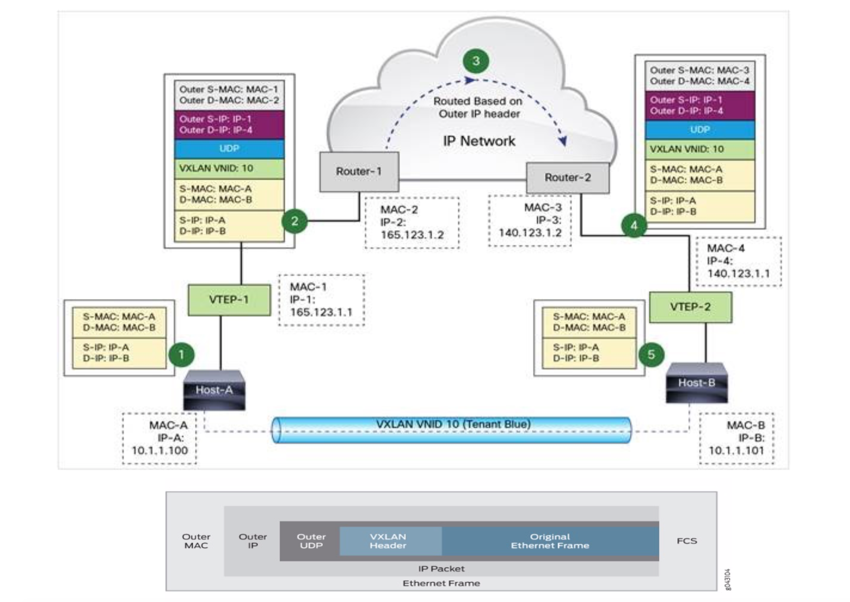 3
Routed Based on
Outer IP header
IP Network
Outer S-MAC: MAC-1
Outer D-MAC: MAC-2
Outer S-IP: IP-1
Outer D-IP: IP-4
UDP
VXLAN VNID: 10
S-MAC: MAC-A
D-MAC: MAC-B
S-IP: IP-A
D-IP: IP-B
2
Router-1
MAC-2
IP-2:
165.123.1.2
Router-2
MAC-3
IP-3:
140.123.1.2
Outer S-MAC: MAC-3
Outer D-MAC: MAC-4
Outer S-IP: IP-1
Outer D-IP: IP-4
UDP
VXLAN VNID: 10
S-MAC: MAC-A
D-MAC: MAC-B
S-IP: IP-A
D-IP: IP-B
4
MAC-4
IP-4:
140.123.1.1
VTEP-1
MAC-1
IP-1:
165.123.1.1
VTEP-2
S-MAC: MAC-A
D-MAC: MAC-B
S-IP: IP-A
D-IP: IP-B
1
Host-A
S-MAC: MAC-A
D-MAC: MAC-B
S-IP: IP-A
D-IP: IP-B
5
Host-B
MAC-A
IP-A:
10.1.1.100
VXLAN VNID 10 (Tenant Blue)
MAC-B
IP-B:
10.1.1.101
Outer
MAC
Outer
IP
Outer
UDP
VXLAN
Header
Original
Ethernet Frame
FCS
IP Packet
Ethernet Frame
g043104